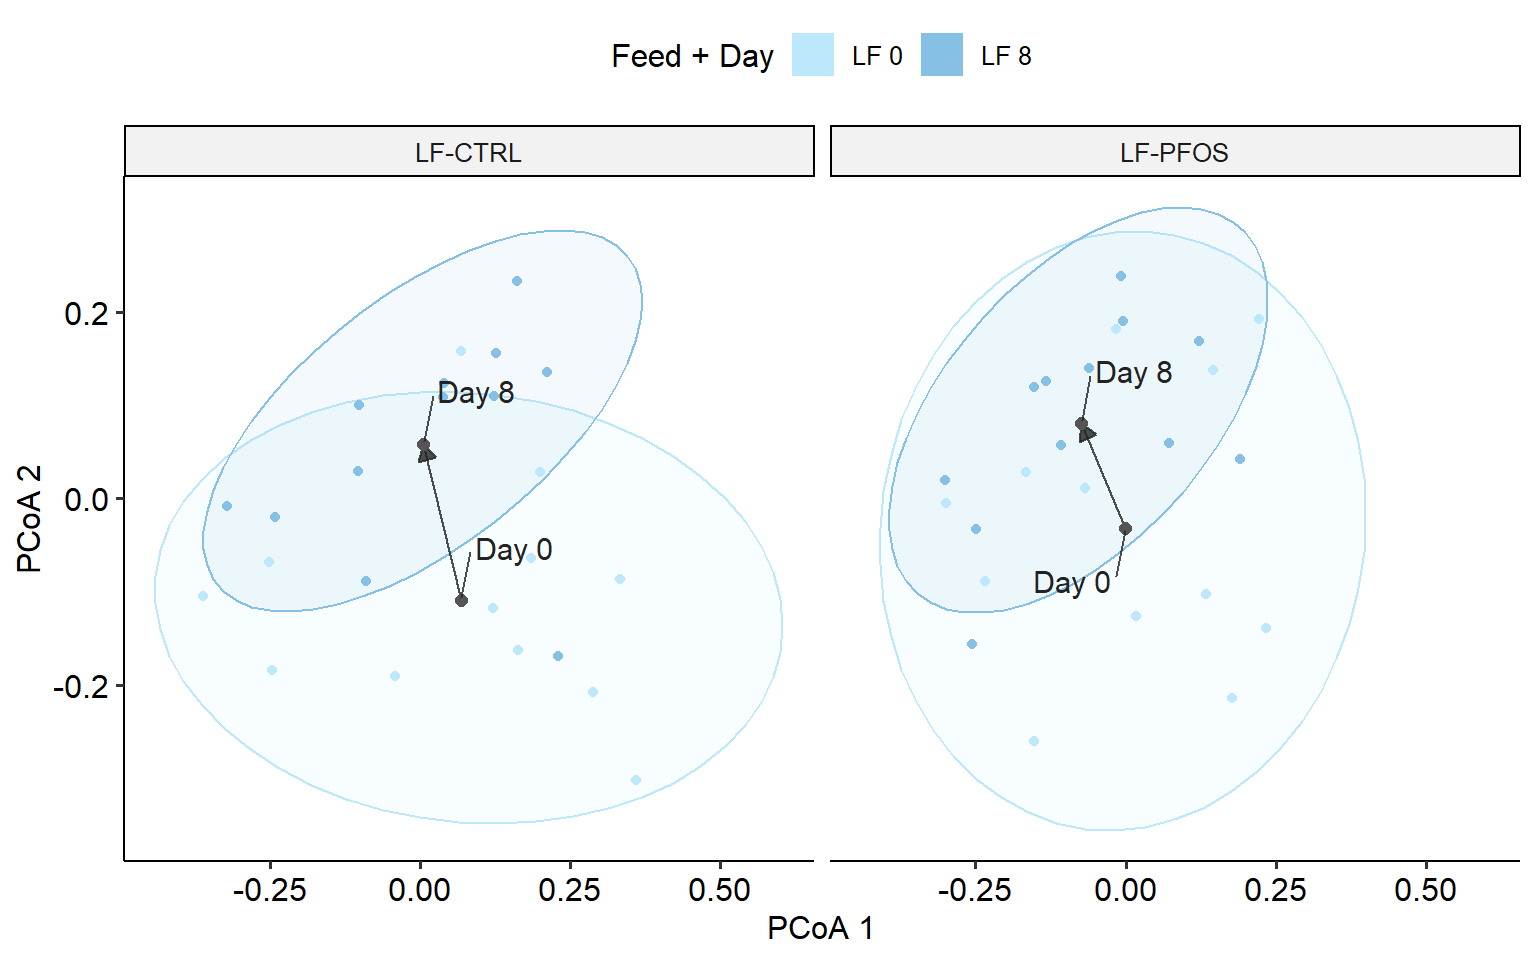 Feed + Day LF 0 LF 8
LF-CTRL LF-PFOS
0.2
0.0
-0.2
PCoA 2
Day 8
Day 0
Day 8
Day 0
-0.25 0.00 0.25 0.50 -0.25 0.00 0.25 0.50
PCoA 1